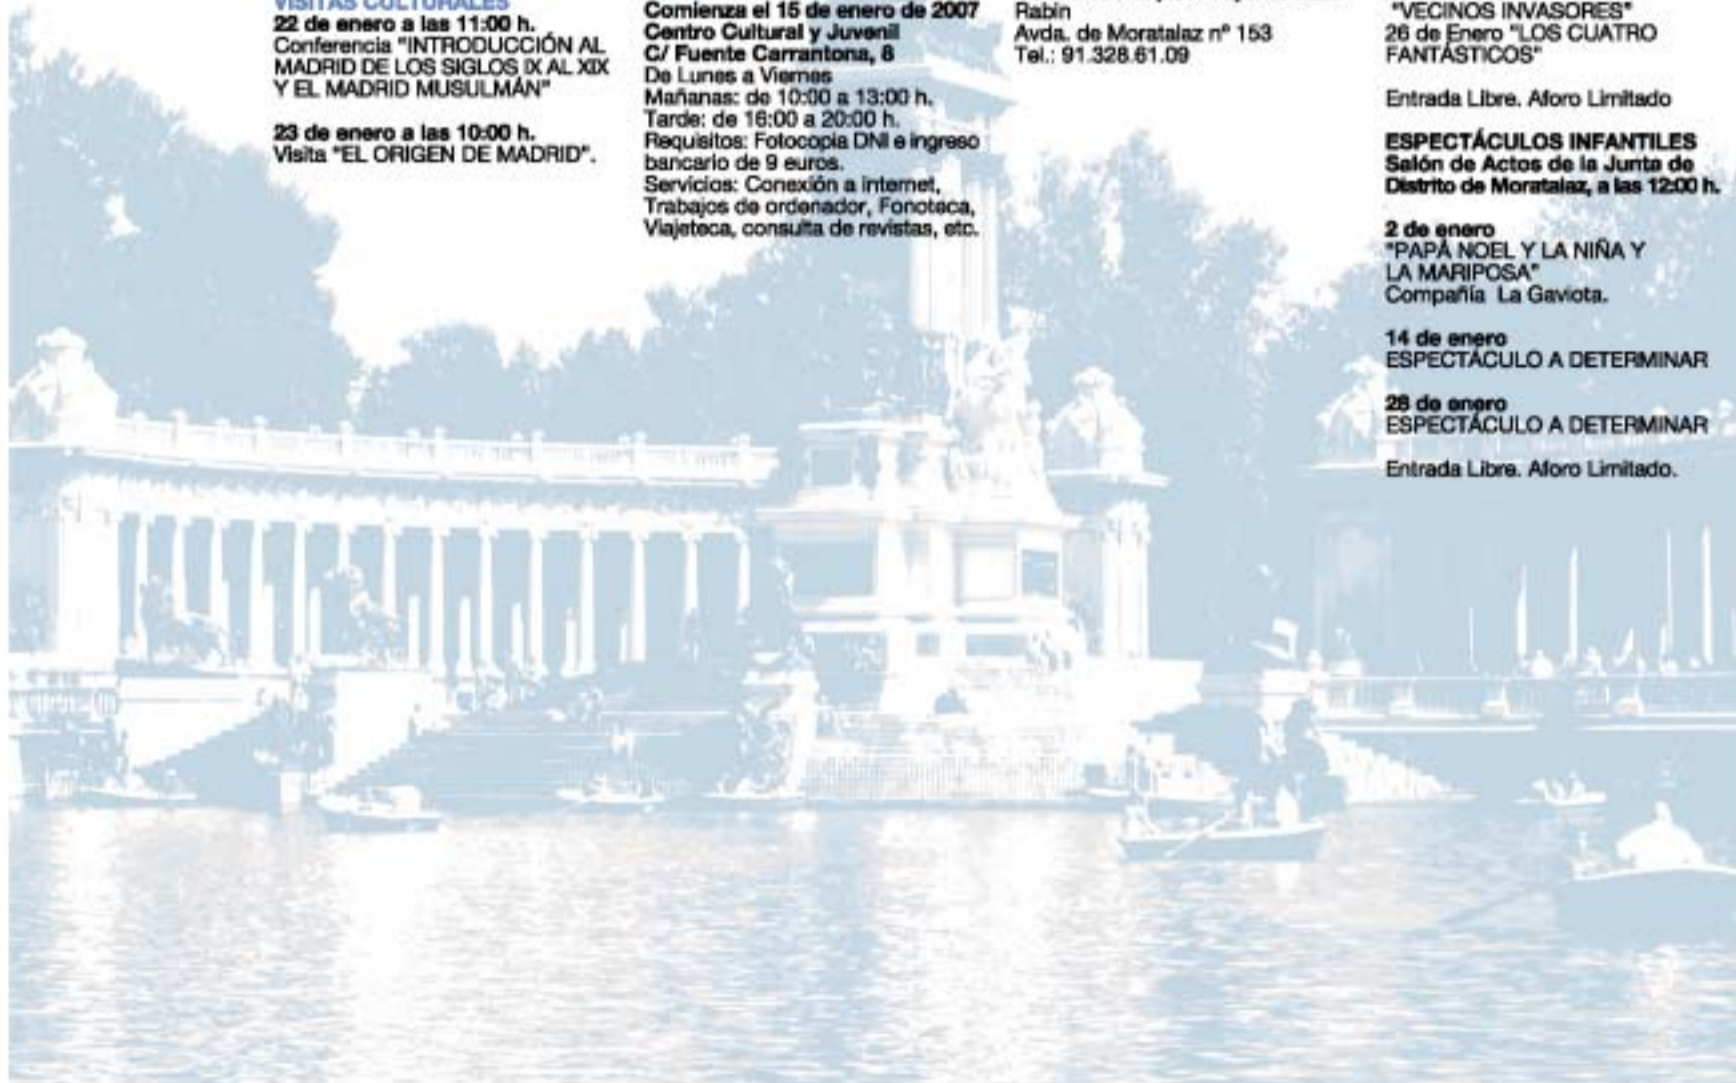 VISITAS CULTURALES
22 de enero a las 11:00 h.
Conferencia "INTRODUCCIÓN AL
MADRID DE LOS SIGLOS IX AL XIX
Y EL MADRID MUSULMÁN"
23 de enero a las 10:00 h.
Visita "EL ORIGEN DE MADRID".
Comienza el 15 de enero de 2007
Centro Cultural y Juvenil
C/ Fuente Carrantona, 8
De Lunes a Viernes
Mañanas: de 10:00 a 13:00 h.
Tarde: de 16:00 a 20:00 h.
Requisitos: Fotocopia DNI e ingreso
bancario de 9 euros.
Servicios: Conexión a internet,
Trabajos de ordenador, Fonoteca,
Viajeteca, consulta de revistas, etc.
Rabin
Avda. de Moratalaz nº 153
Tel.: 91.328.61.09
"VECINOS INVASORES"
26 de Enero "LOS CUATRO
FANTÁSTICOS"
Entrada Libre. Aforo Limitado
ESPECTÁCULOS INFANTILES
Salón de Actos de la Junta de
Distrito de Moratalaz, a las 12:00 h.
2 de enero
"PAPÁ NOEL Y LA NIÑA Y
LA MARIPOSA"
Compañía La Gaviota.
14 de enero
ESPECTÁCULO A DETERMINAR
28 de enero
ESPECTÁCULO A DETERMINAR
Entrada Libre. Aforo Limitado.